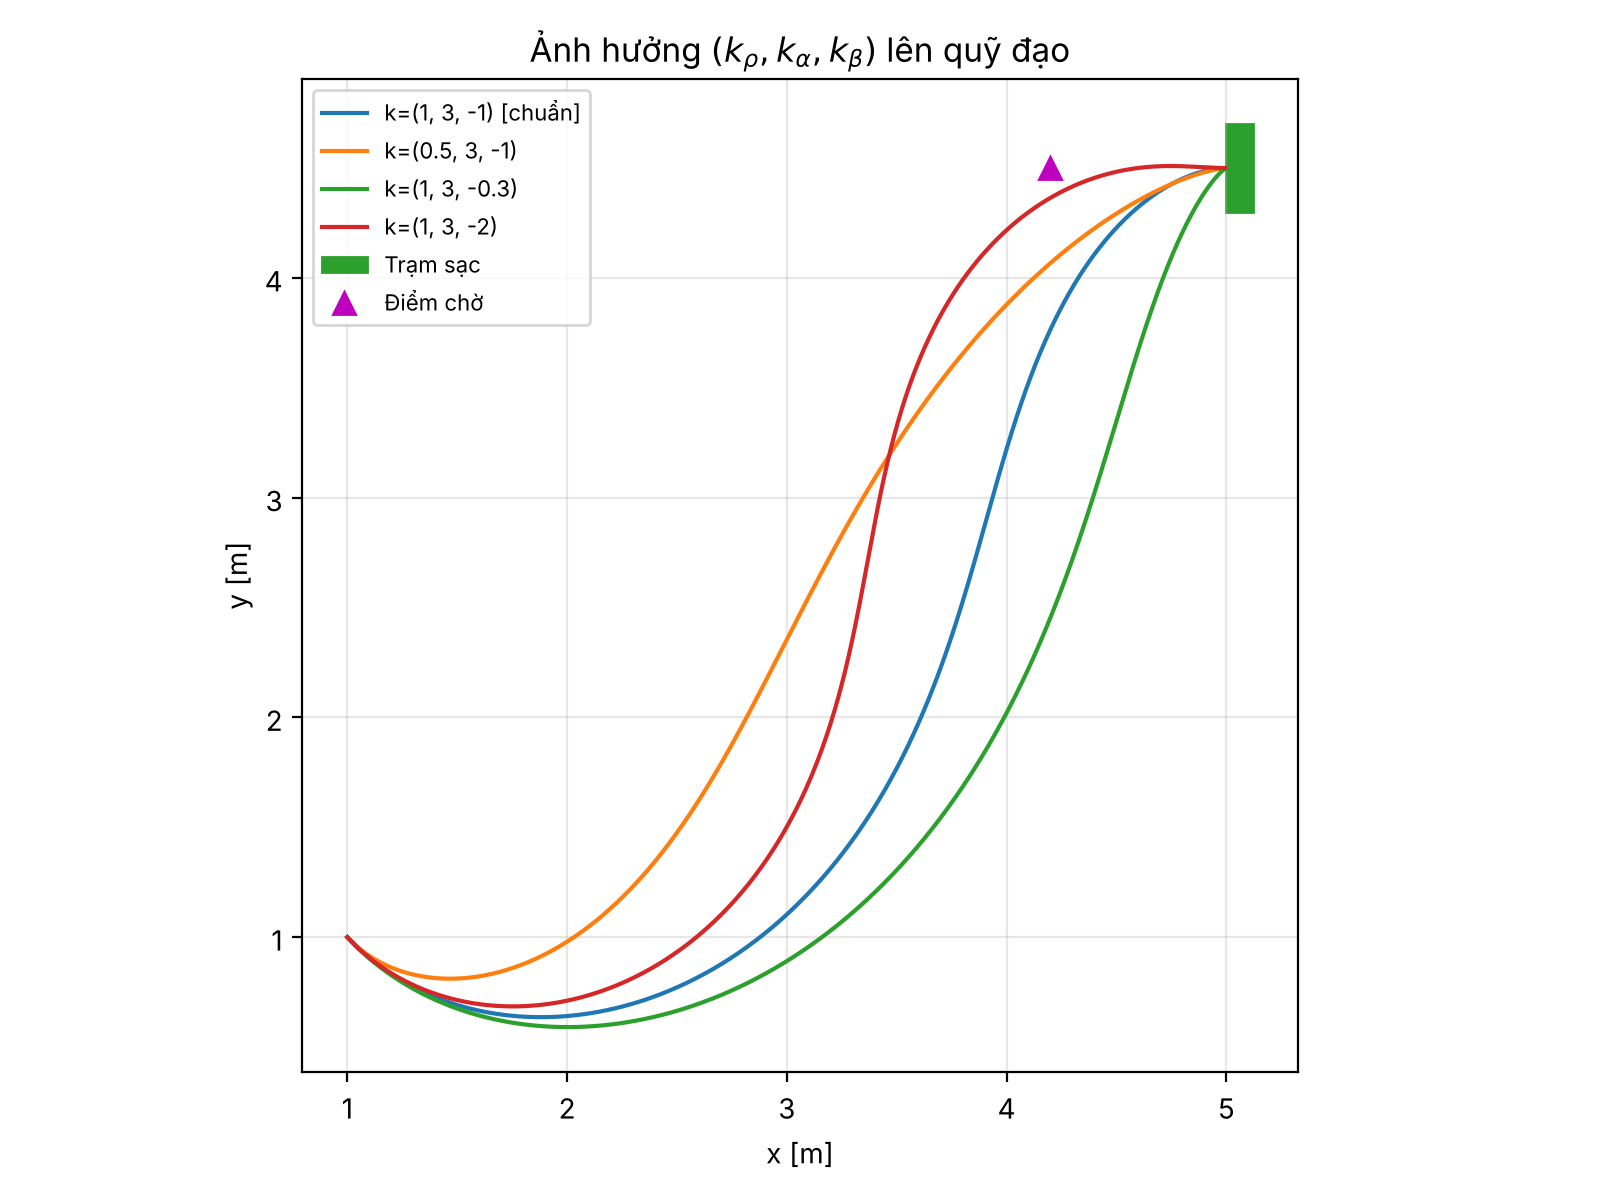 Ảnh hưởng (kρ, kα, kβ) lên quỹ đạo
k=(1, 3, -1) [chuẩn]
k=(0.5, 3, -1)
k=(1, 3, -0.3)
k=(1, 3, -2)
Trạm sạc
Điểm chờ
4
3
2
1
y [m]
1 2 3 4 5
x [m]